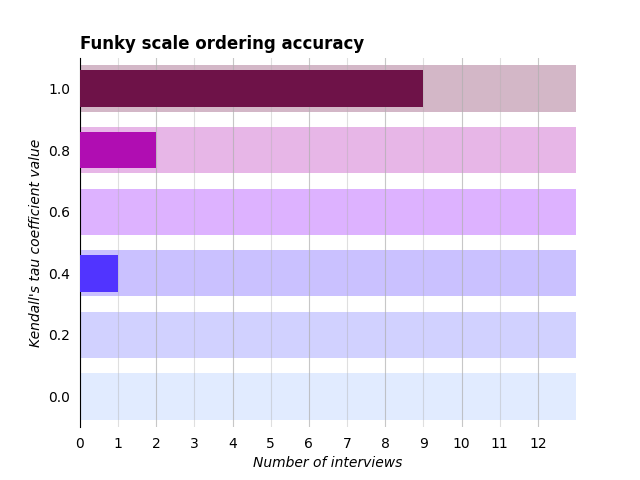 Funky scale ordering accuracy
Kendall's tau coefficient value
1.0
0.8
0.6
0.4
0.2
0.0
0 1 2 3 4 5 6 7 8 9 10 11 12
Number of interviews